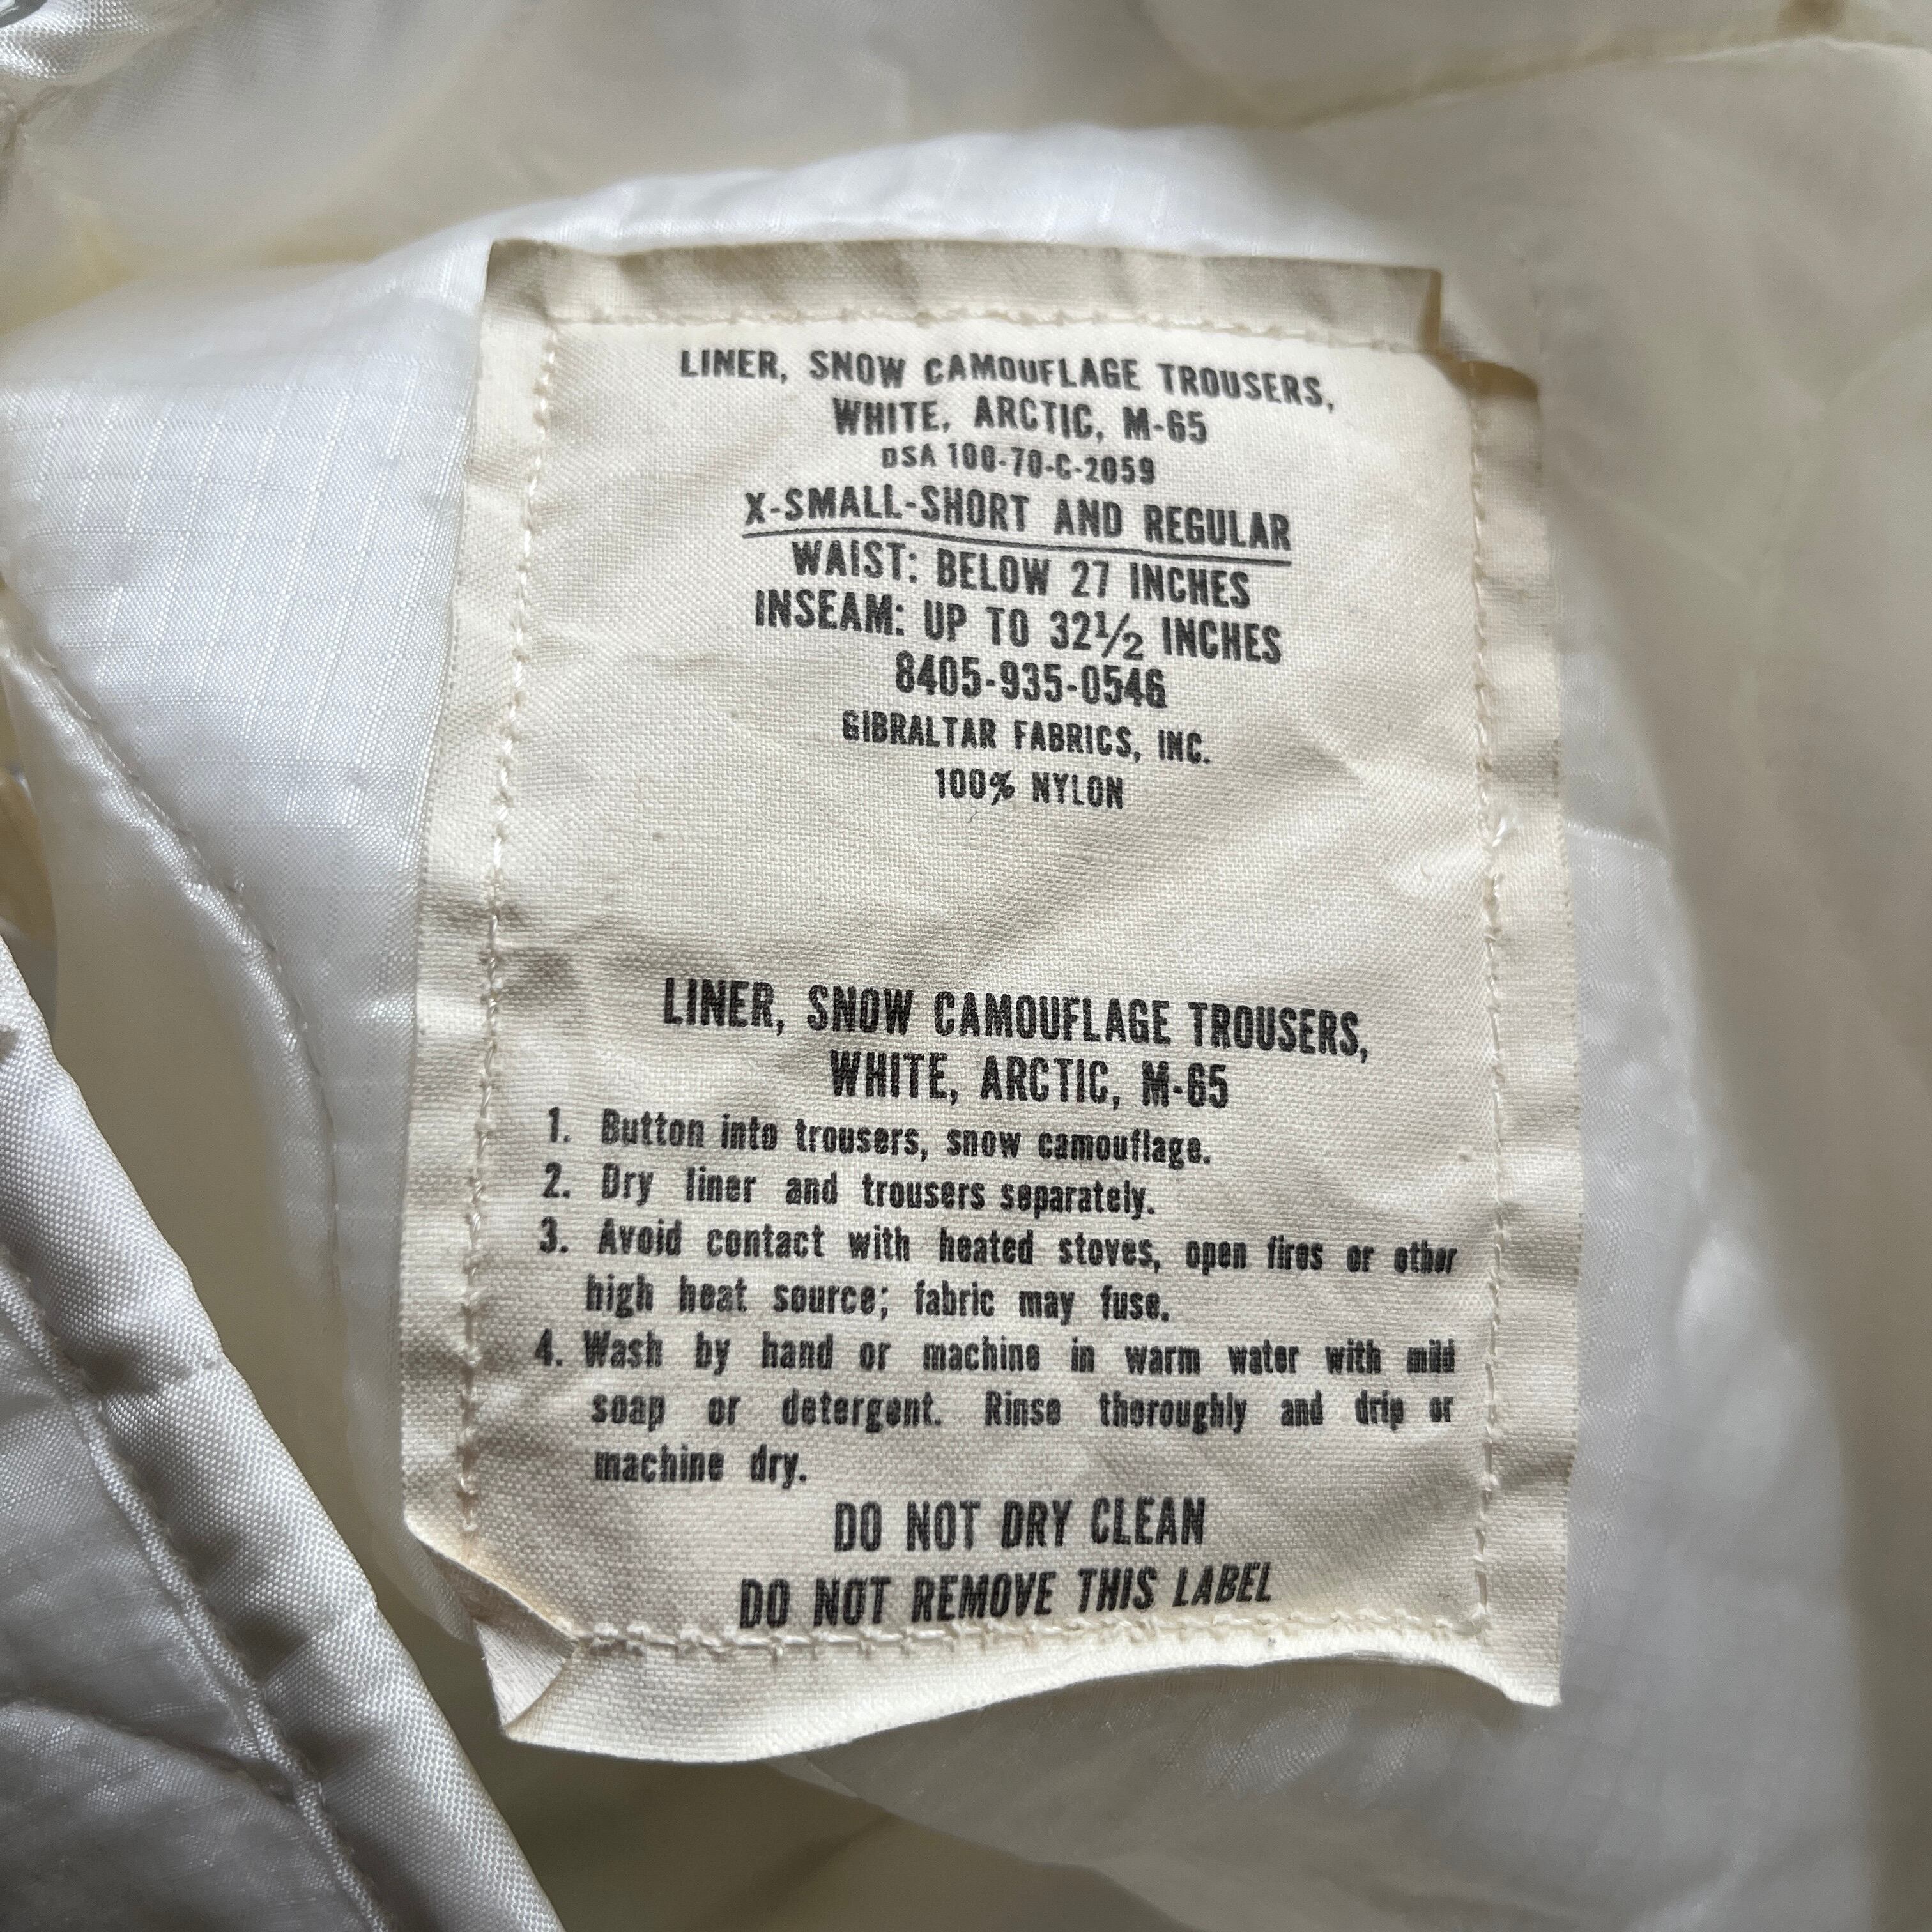 LINER, SNOW CAMOUFLAGE TROUSERS,
WHITE, ARCTIC, M-65
DSA 100-70-C-2059
X-SMALL-SHORT AND REGULAR
WAIST: BELOW 27 INCHES
INSEAM: UP TO 32½ INCHES
8405-935-0546
GIBRALTAR FABRICS, INC.
100% NYLON
LINER, SNOW CAMOUFLAGE TROUSERS,
WHITE, ARCTIC, M-65
1. Button into trousers, snow camouflage.
2. Dry liner and trousers separately.
3. Avoid contact with heated stoves, open fires or other
high heat source; fabric may fuse.
4. Wash by hand or machine in warm water with mild
soap or detergent. Rinse thoroughly and drip or
machine dry.
DO NOT DRY CLEAN
DO NOT REMOVE THIS LABEL